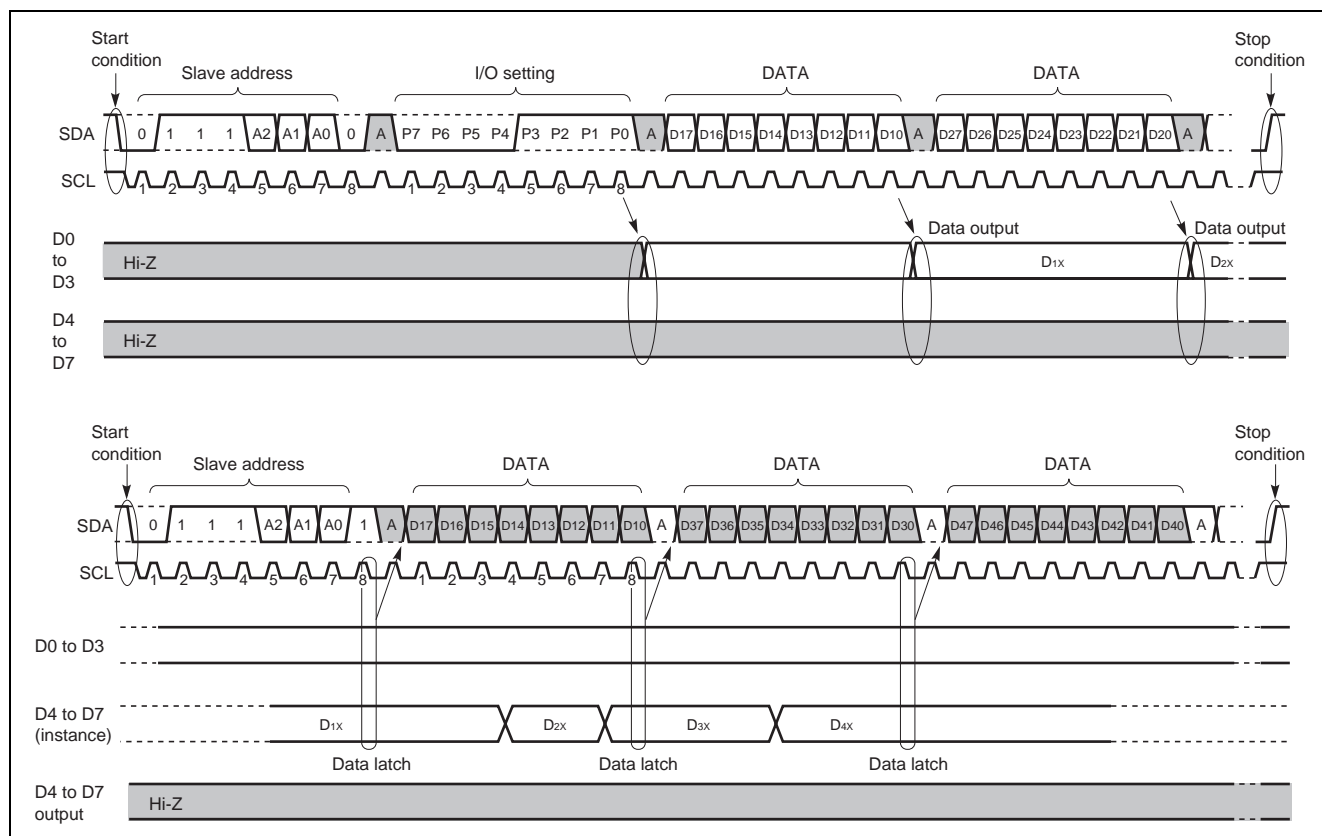 Start
condition
Stop
condition
Slave address
I/O setting
DATA
DATA
SDA
0 1 1 1 A2 A1 A0 0 A P7 P6 P5 P4 P3 P2 P1 P0 A D17 D16 D15 D14 D13 D12 D11 D10 A D27 D26 D25 D24 D23 D22 D21 D20 A
SCL
1 2 3 4 5 6 7 8 1 2 3 4 5 6 7 8
Data output
Data output
D0
to
D3
Hi-Z
D1X
D2X
D4
to
D7
Hi-Z
Start
condition
Stop
condition
Slave address
DATA
DATA
DATA
SDA
0 1 1 1 A2 A1 A0 1 A D17 D16 D15 D14 D13 D12 D11 D10 A D37 D36 D35 D34 D33 D32 D31 D30 A D47 D46 D45 D44 D43 D42 D41 D40 A
SCL
1 2 3 4 5 6 7 8 1 2 3 4 5 6 7 8
D0 to D3
D4 to D7
(instance)
D1X
D2X
D3X
D4X
Data latch
Data latch
Data latch
D4 to D7
output
Hi-Z